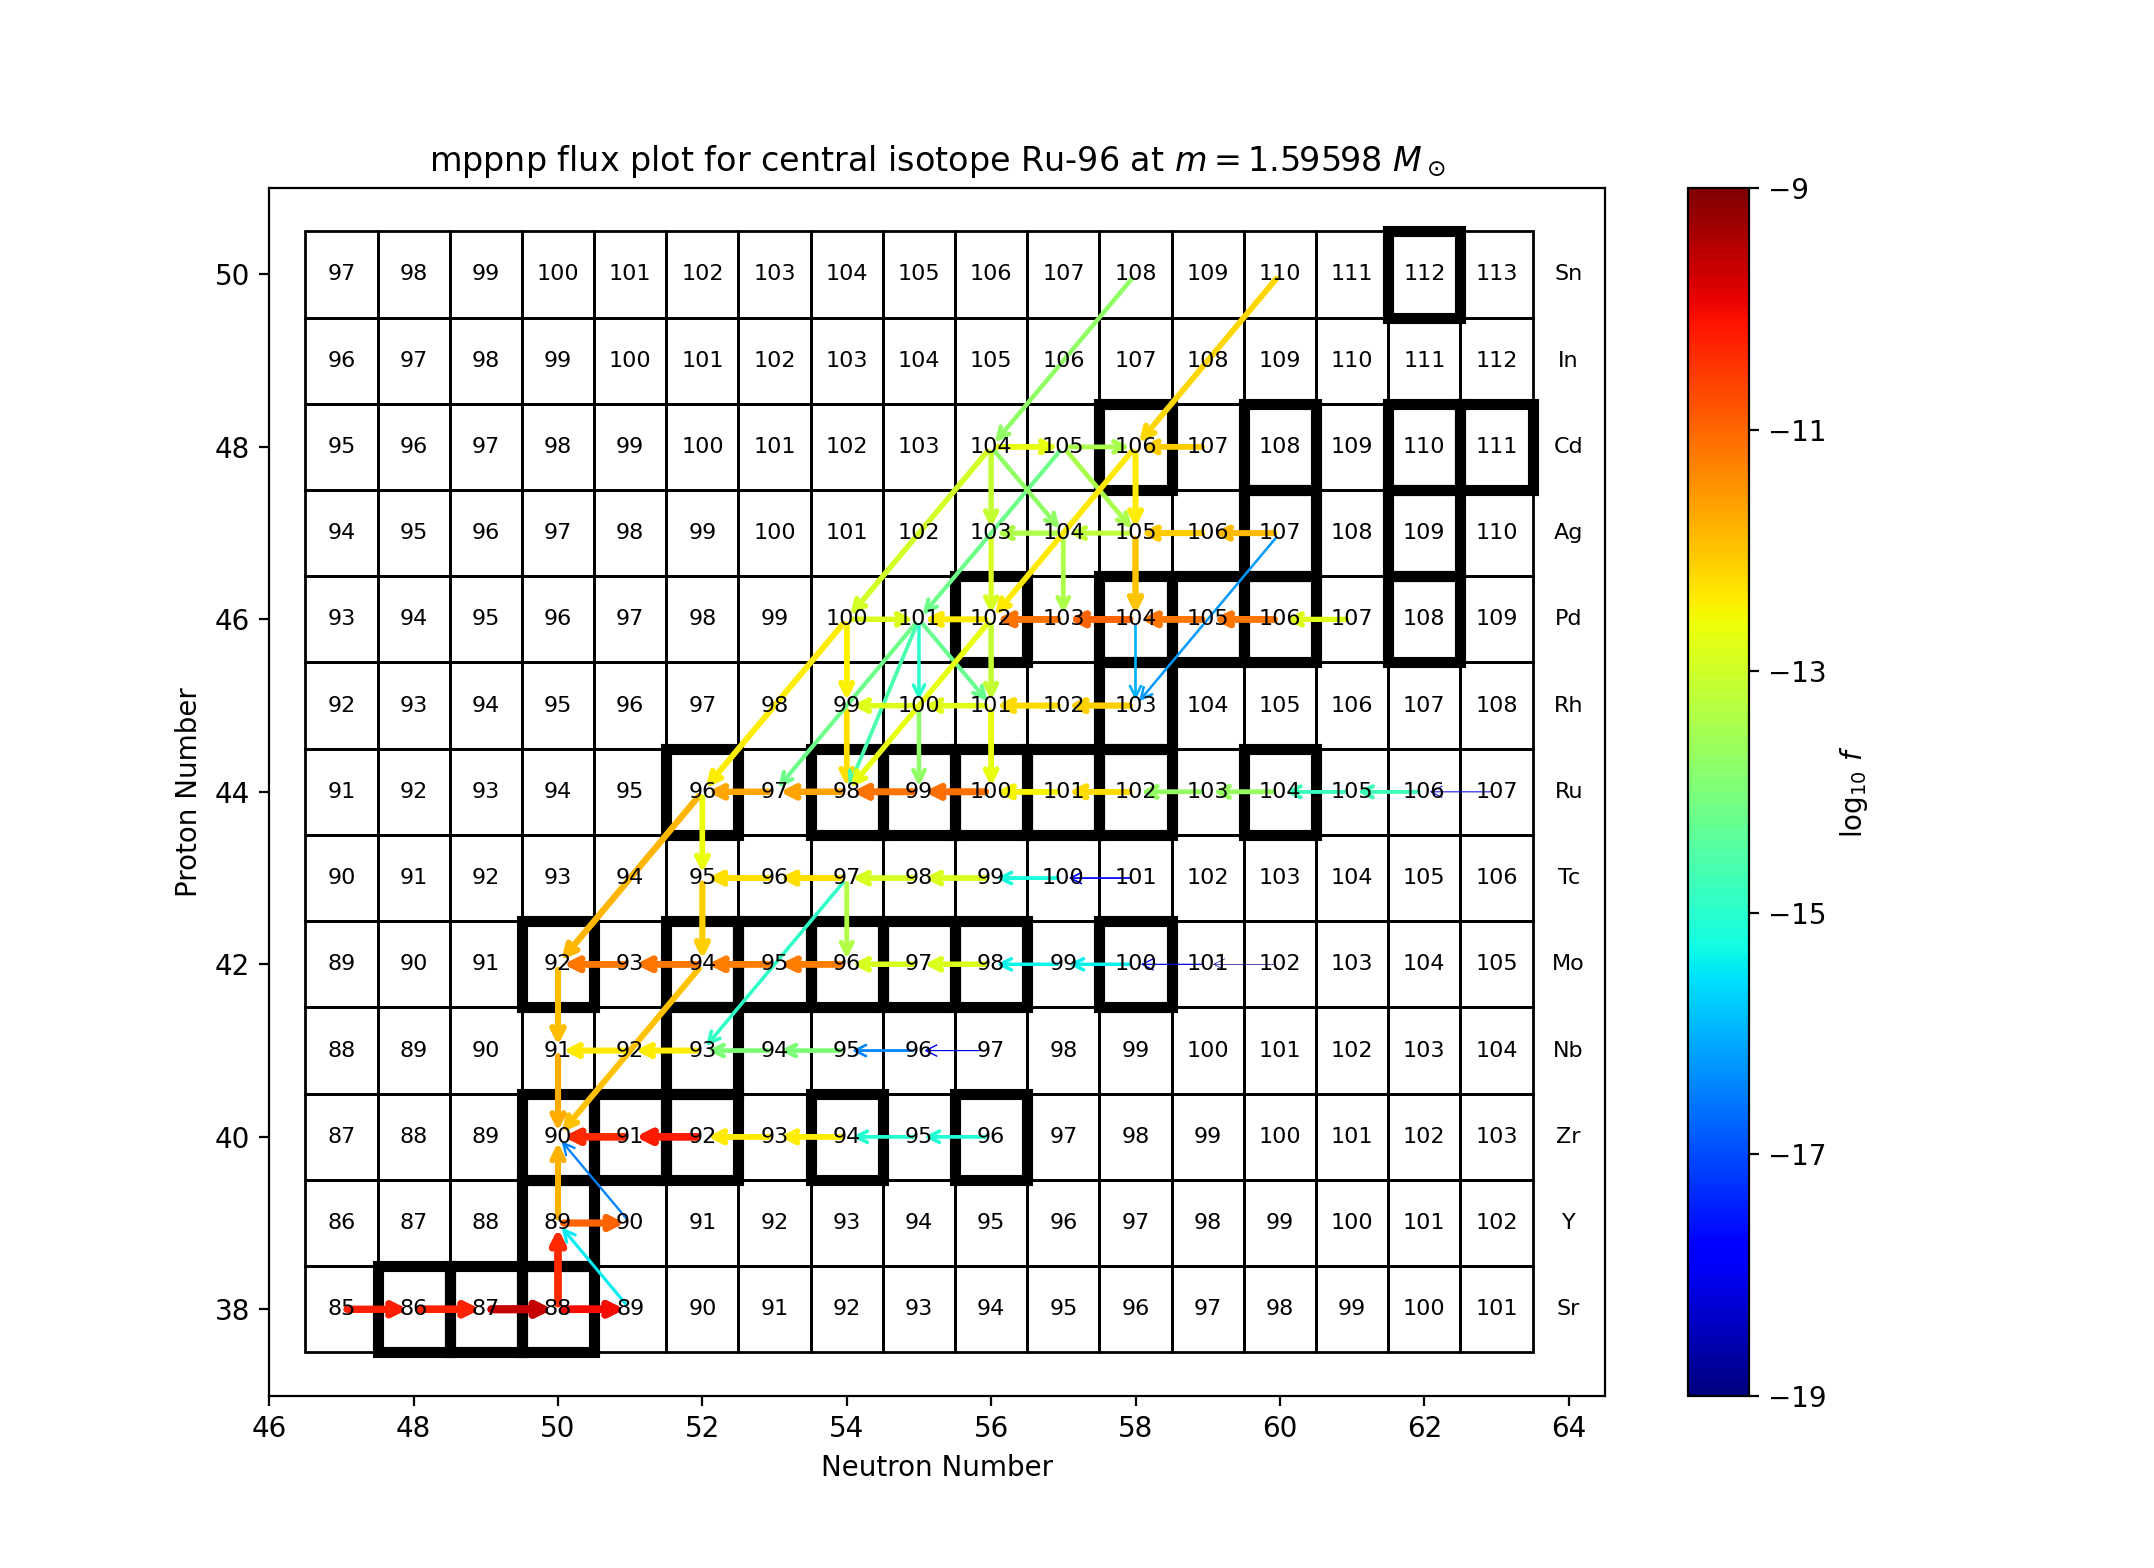 mppnp flux plot for central isotope Ru-96 at m = 1.59598 M⊙
50 97 98 99 100 101 102 103 104 105 106 107 108 109 110 111 112 113 Sn
96 97 98 99 100 101 102 103 104 105 106 107 108 109 110 111 112 In
48 95 96 97 98 99 100 101 102 103 104 105 106 107 108 109 110 111 Cd
94 95 96 97 98 99 100 101 102 103 104 105 106 107 108 109 110 Ag
46 93 94 95 96 97 98 99 100 101 102 103 104 105 106 107 108 109 Pd
92 93 94 95 96 97 98 99 100 101 102 103 104 105 106 107 108 Rh
44 91 92 93 94 95 96 97 98 99 100 101 102 103 104 105 106 107 Ru
90 91 92 93 94 95 96 97 98 99 100 101 102 103 104 105 106 Tc
42 89 90 91 92 93 94 95 96 97 98 99 100 101 102 103 104 105 Mo
88 89 90 91 92 93 94 95 96 97 98 99 100 101 102 103 104 Nb
40 87 88 89 90 91 92 93 94 95 96 97 98 99 100 101 102 103 Zr
86 87 88 89 90 91 92 93 94 95 96 97 98 99 100 101 102 Y
38 85 86 87 88 89 90 91 92 93 94 95 96 97 98 99 100 101 Sr
46 48 50 52 54 56 58 60 62 64
Neutron Number
Proton Number
−9
−11
−13
−15
−17
−19
log₁₀ f